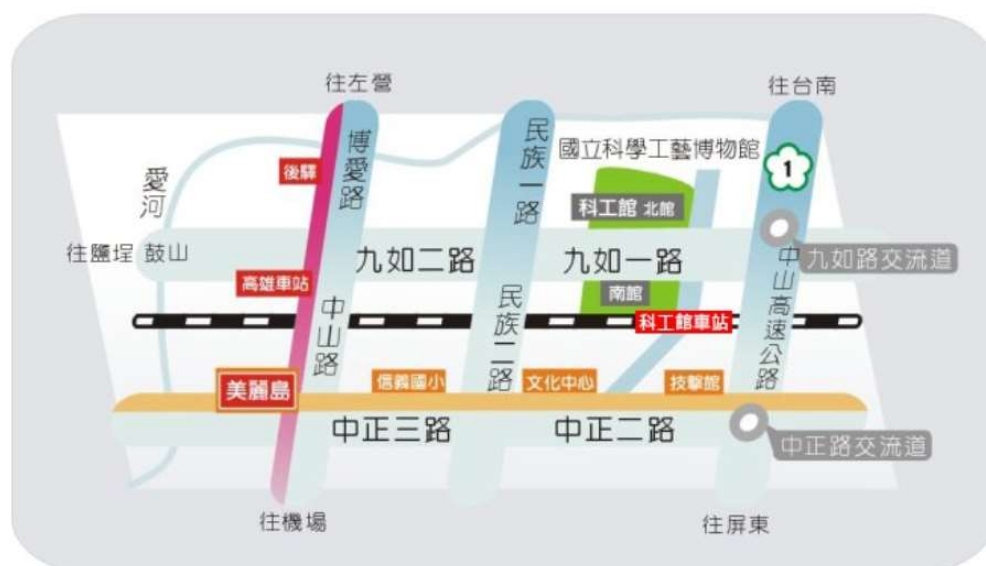 往左營
往台南
博愛路
民族一路
國立科學工藝博物館
1
後驛
愛河
科工館 北館
往鹽埕 鼓山
九如二路
九如一路
九如路交流道
高雄車站
南館
中山路
民族二路
科工館車站
中山高速公路
美麗島
信義國小
文化中心
技擊館
中正三路
中正二路
中正路交流道
往機場
往屏東